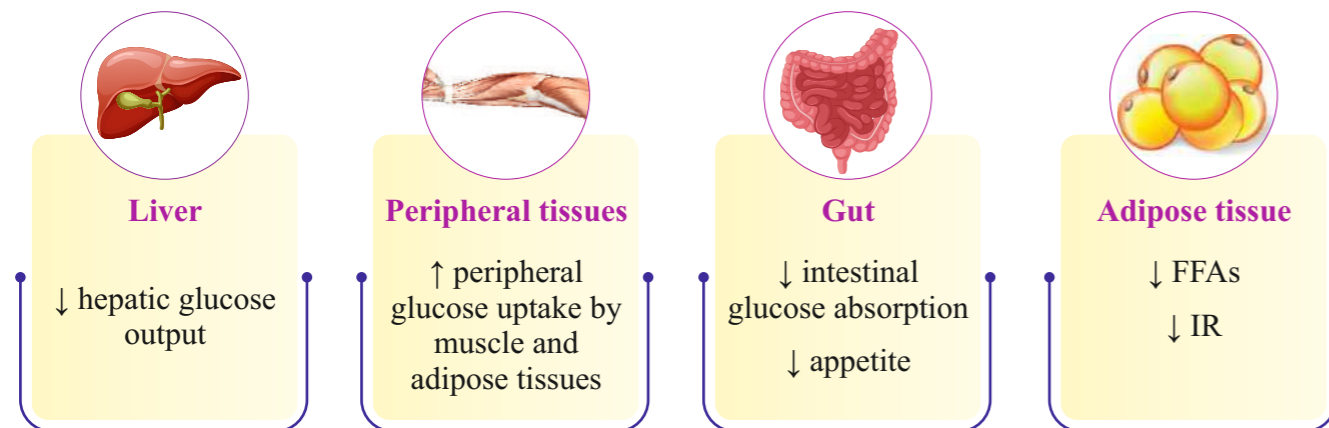 Liver
↓ hepatic glucose
output
Peripheral tissues
↑ peripheral
glucose uptake by
muscle and
adipose tissues
Gut
↓ intestinal
glucose absorption
↓ appetite
Adipose tissue
↓ FFAs
↓ IR